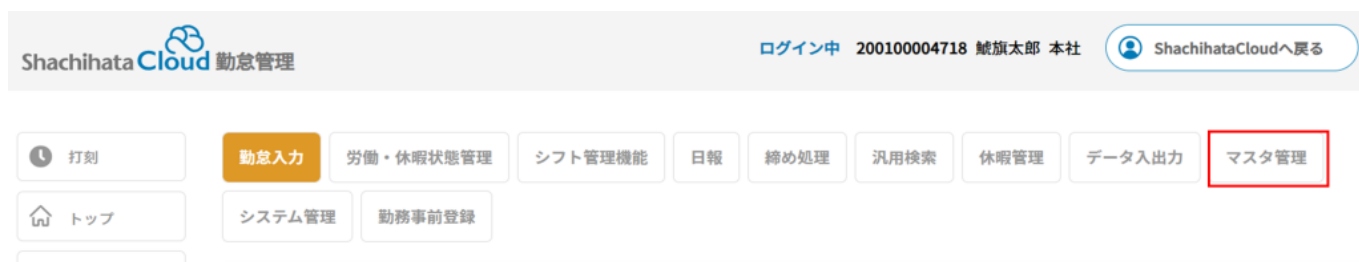 Shachihata Cloud 勤怠管理
ログイン中 200100004718 鯱旗太郎 本社
ShachihataCloudへ戻る
打刻
勤怠入力
労働・休暇状態管理
シフト管理機能
日報
締め処理
汎用検索
休暇管理
データ入出力
マスタ管理
トップ
システム管理
勤務事前登録